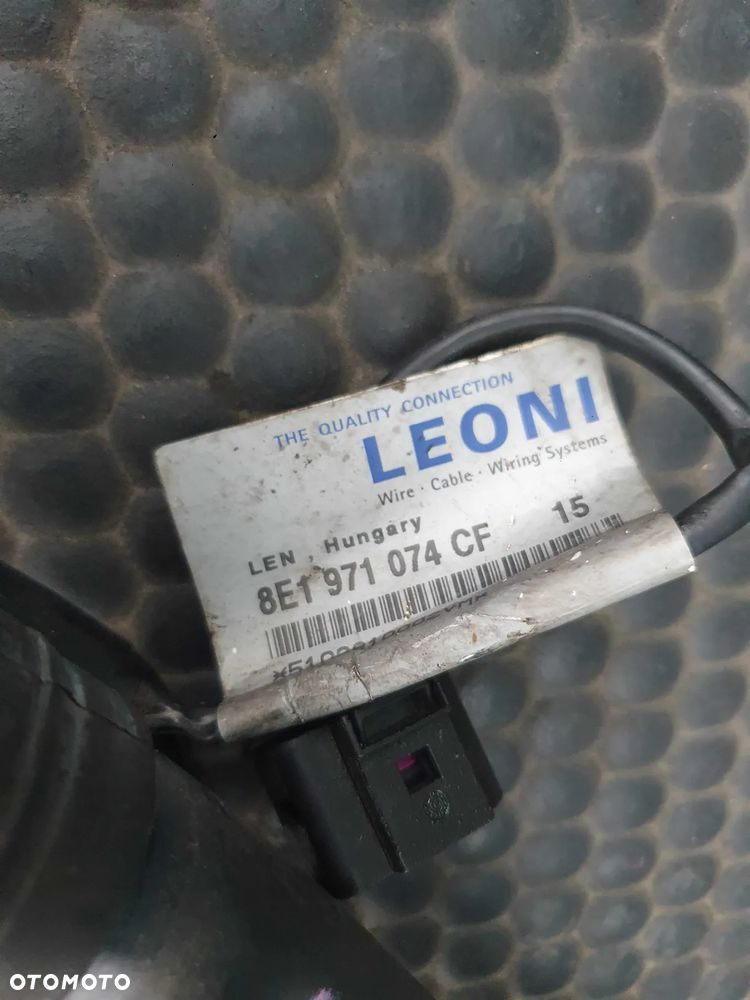 THE QUALITY CONNECTION
LEONI
Wire · Cable · Wiring Systems
LEN , Hungary
8E1 971 074 CF 15
OTOMOTO